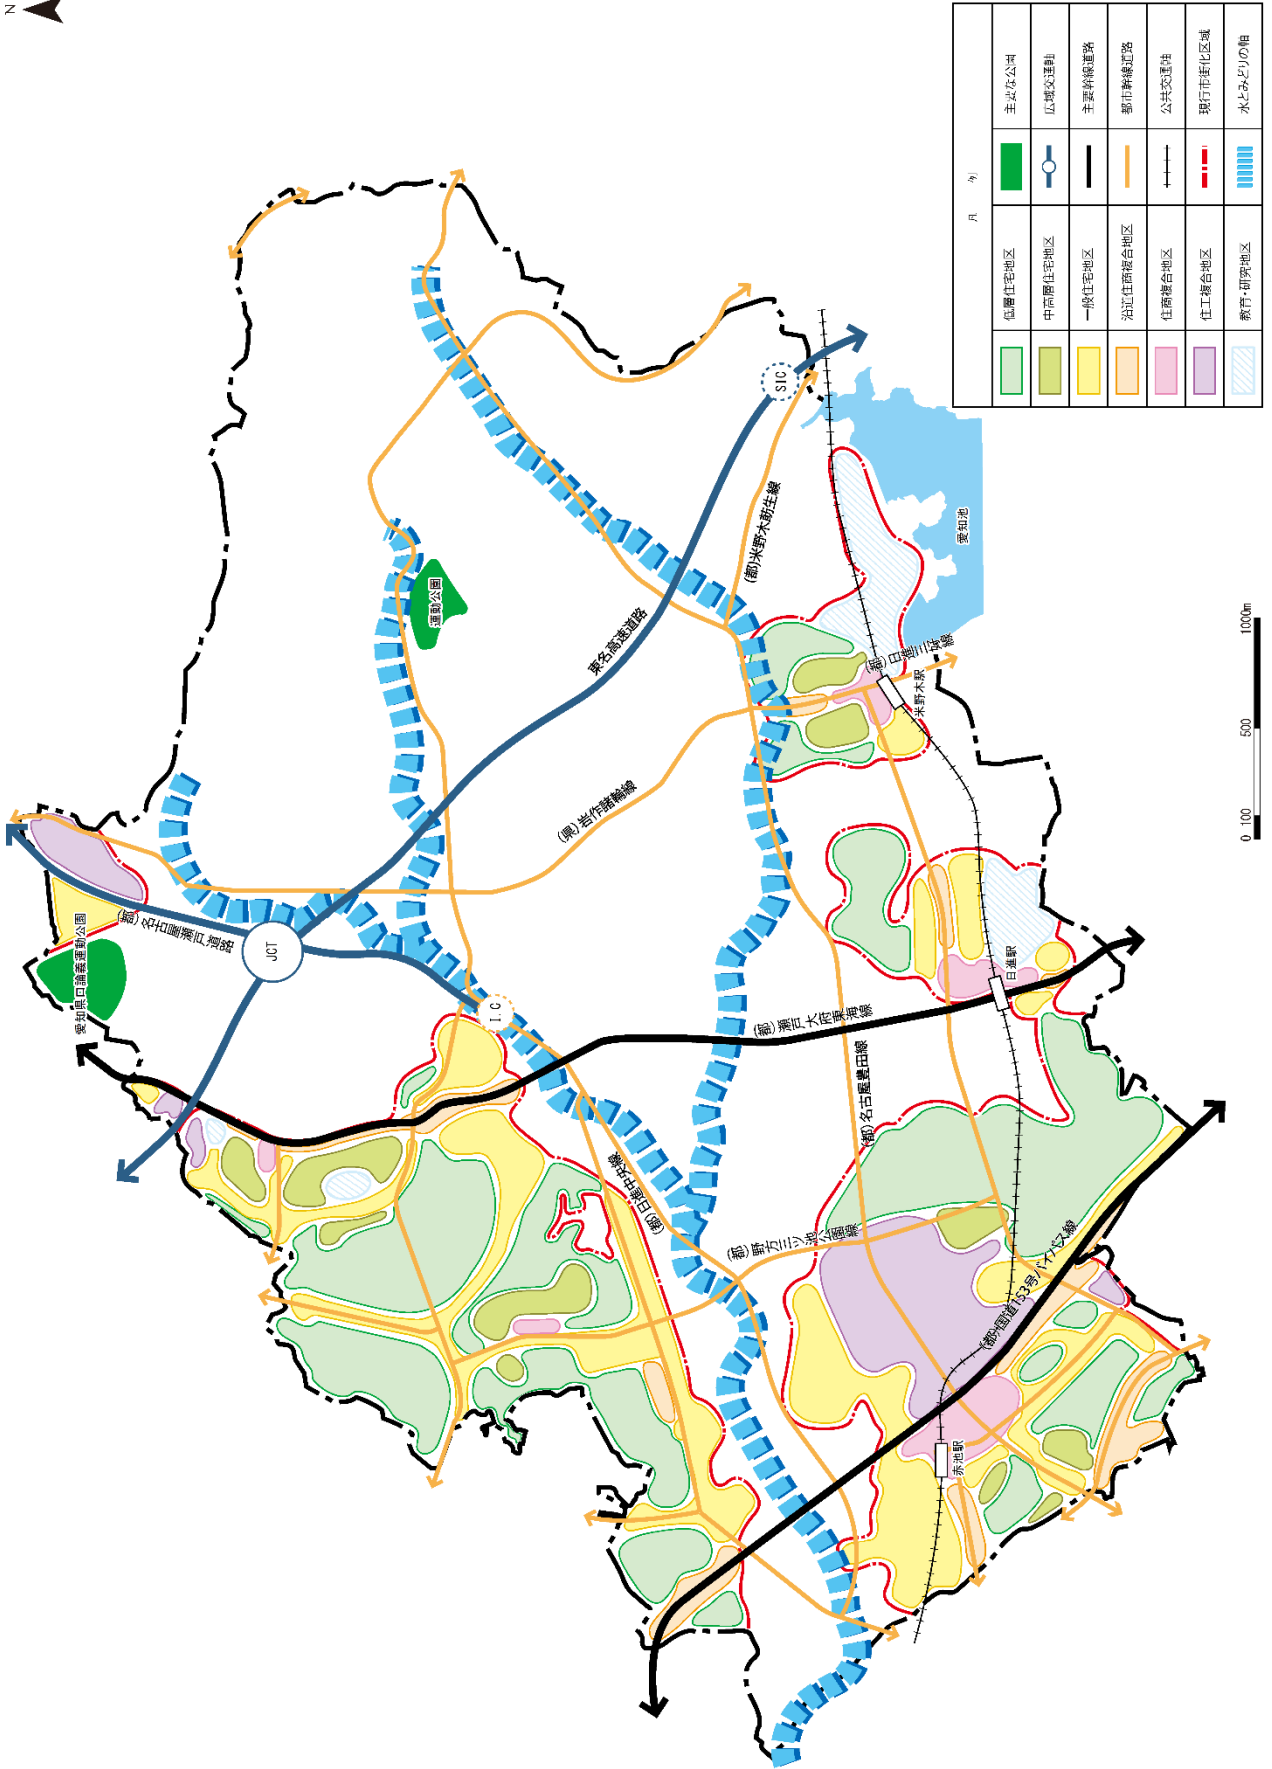 N
愛知県口論義運動公園
(都)名古屋瀬戸道路
JCT
I.C
運動公園
東名高速道路
(県)岩作諸輪線
SIC
(都)米野木莇生線
愛知池
(都)日進三好線
米野木駅
日進駅
(都)瀬戸大府東海線
(都)名古屋豊田線
(都)日進中央線
(都)野方三ツ池公園線
(都)国道153号バイパス線
赤池駅
0 100 500 1000m
低層住宅地区 主要な公園
中高層住宅地区 広域交通軸
一般住宅地区 主要幹線道路
沿道住商複合地区 都市幹線道路
住商複合地区 公共交通軸
住工複合地区 現行市街化区域
教育・研究地区 水とみどりの軸